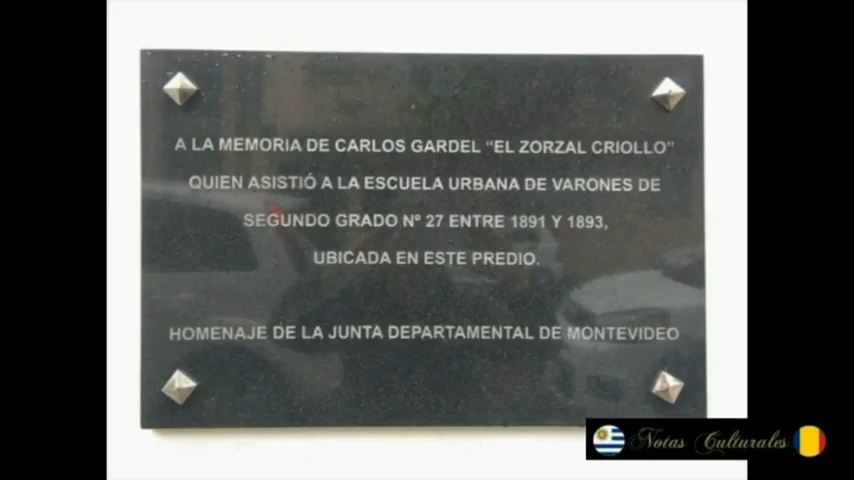 A LA MEMORIA DE CARLOS GARDEL “EL ZORZAL CRIOLLO”
QUIEN ASISTIÓ A LA ESCUELA URBANA DE VARONES DE
SEGUNDO GRADO Nº 27 ENTRE 1891 Y 1893,
UBICADA EN ESTE PREDIO.
HOMENAJE DE LA JUNTA DEPARTAMENTAL DE MONTEVIDEO
Notas Culturales